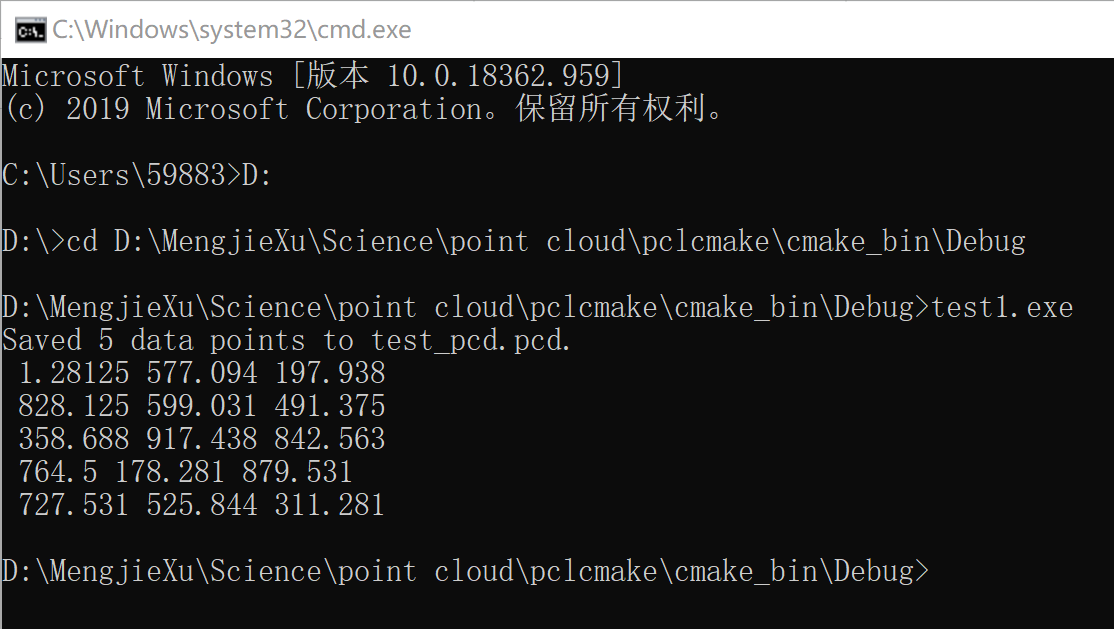 C:\Windows\system32\cmd.exe
Microsoft Windows [版本 10.0.18362.959]
(c) 2019 Microsoft Corporation。保留所有权利。
C:\Users\59883>D:
D:\>cd D:\MengjieXu\Science\point cloud\pclcmake\cmake_bin\Debug
D:\MengjieXu\Science\point cloud\pclcmake\cmake_bin\Debug>test1.exe
Saved 5 data points to test_pcd.pcd.
 1.28125 577.094 197.938
 828.125 599.031 491.375
 358.688 917.438 842.563
 764.5 178.281 879.531
 727.531 525.844 311.281
D:\MengjieXu\Science\point cloud\pclcmake\cmake_bin\Debug>